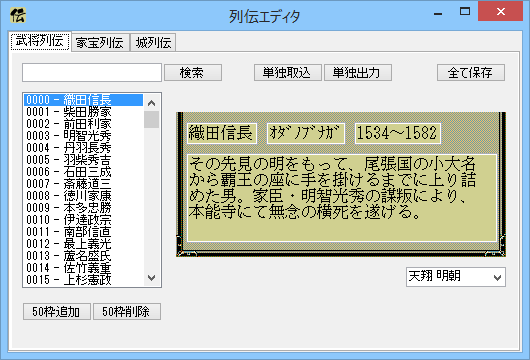 伝
列伝エディタ
武将列伝 家宝列伝 城列伝
検索 単独取込 単独出力 全て保存
0000 - 織田信長
0001 - 柴田勝家
0002 - 前田利家
0003 - 明智光秀
0004 - 丹羽長秀
0005 - 羽柴秀吉
0006 - 石田三成
0007 - 斎藤道三
0008 - 徳川家康
0009 - 本多忠勝
0010 - 伊達政宗
0011 - 南部信直
0012 - 最上義光
0013 - 蘆名盛氏
0014 - 佐竹義重
0015 - 上杉憲政
織田信長 ｵﾀﾞﾉﾌﾞﾅｶﾞ 1534～1582
その先見の明をもって、尾張国の小大名
から覇王の座に手を掛けるまでに上り詰
めた男。家臣・明智光秀の謀叛により、
本能寺にて無念の横死を遂げる。
天翔 明朝
50枠追加 50枠削除